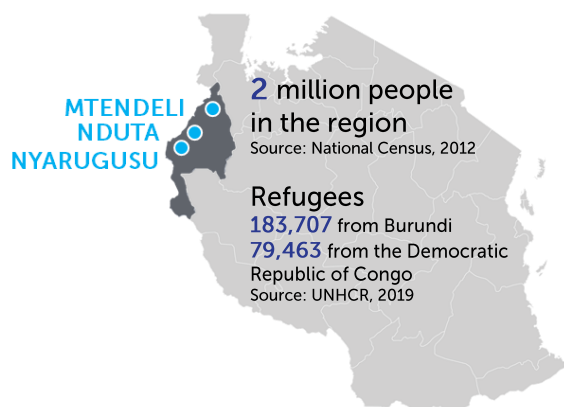 MTENDELI
NDUTA
NYARUGUSU
2 million people
in the region
Source: National Census, 2012
Refugees
183,707 from Burundi
79,463 from the Democratic
Republic of Congo
Source: UNHCR, 2019